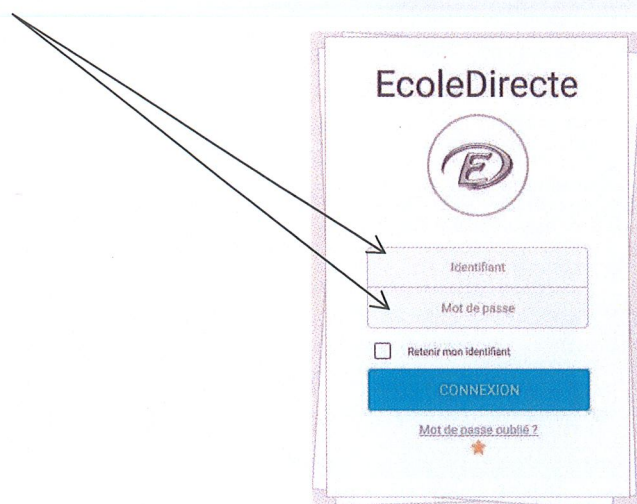 EcoleDirecte
E
Identifiant
Mot de passe
Retenir mon identifiant
CONNEXION
Mot de passe oublié ?